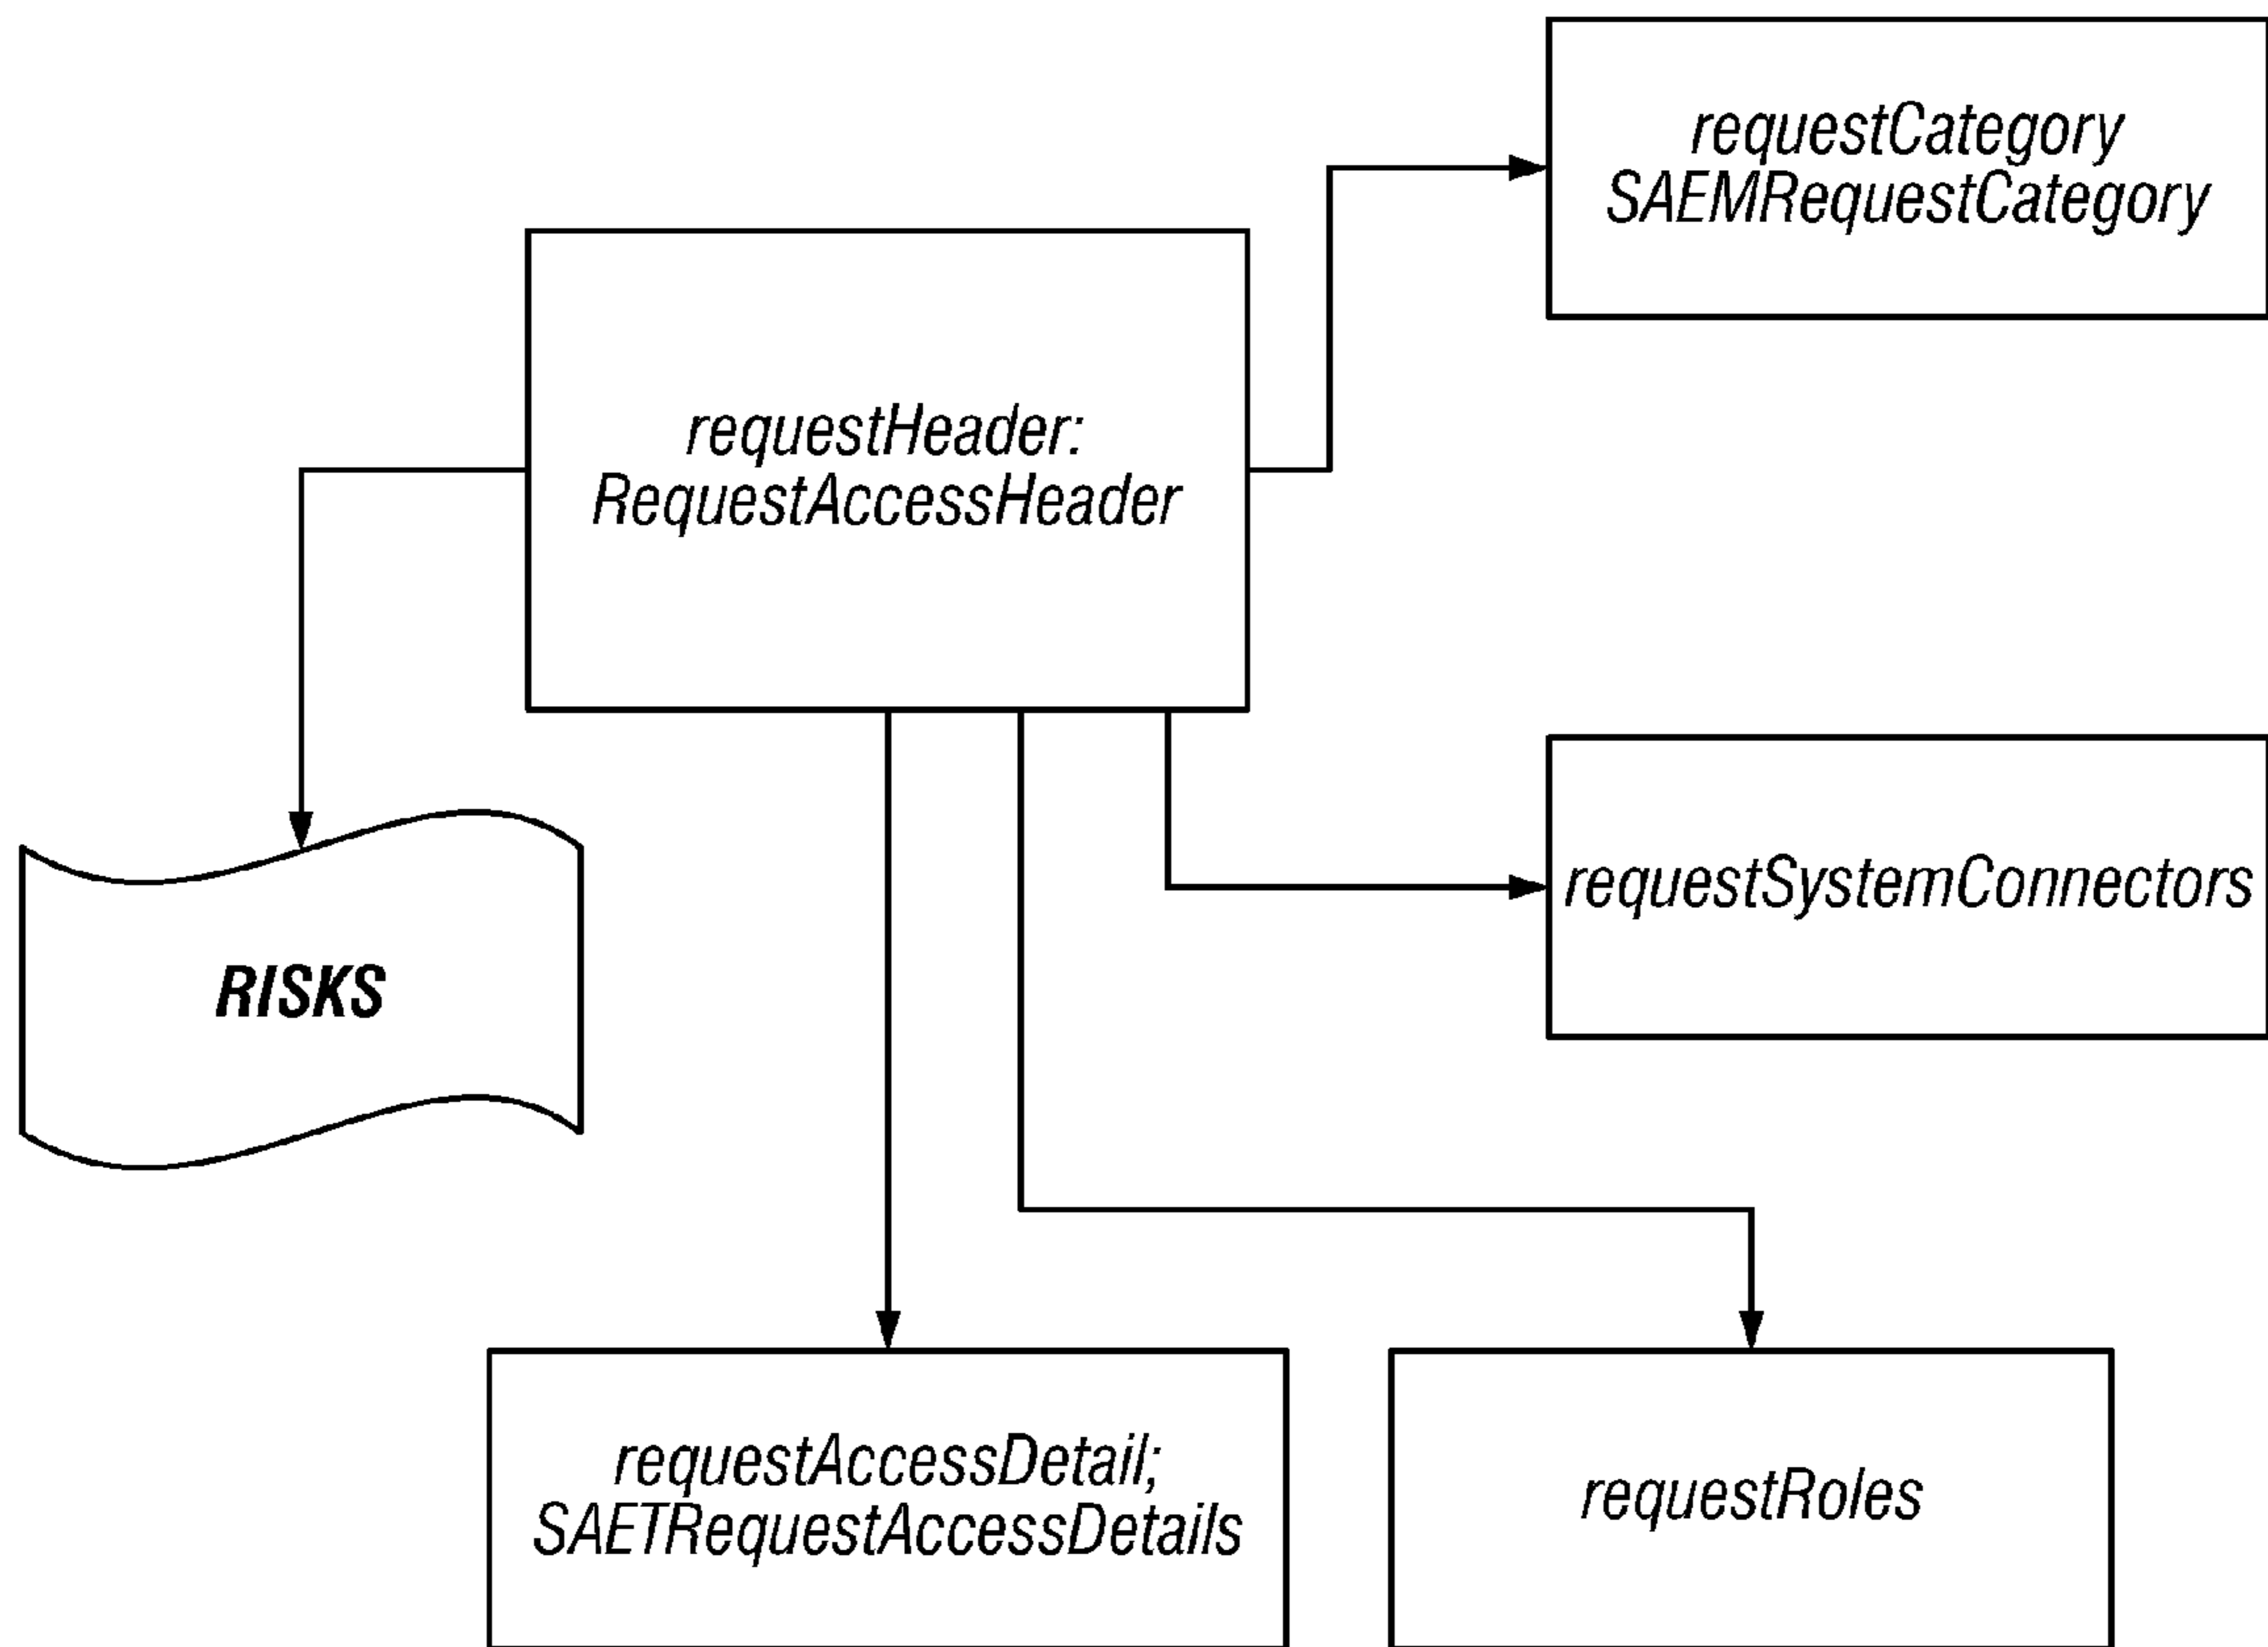 requestCategory
SAEMRequestCategory
requestHeader:
RequestAccessHeader
requestSystemConnectors
RISKS
requestAccessDetail;
SAETRequestAccessDetails
requestRoles